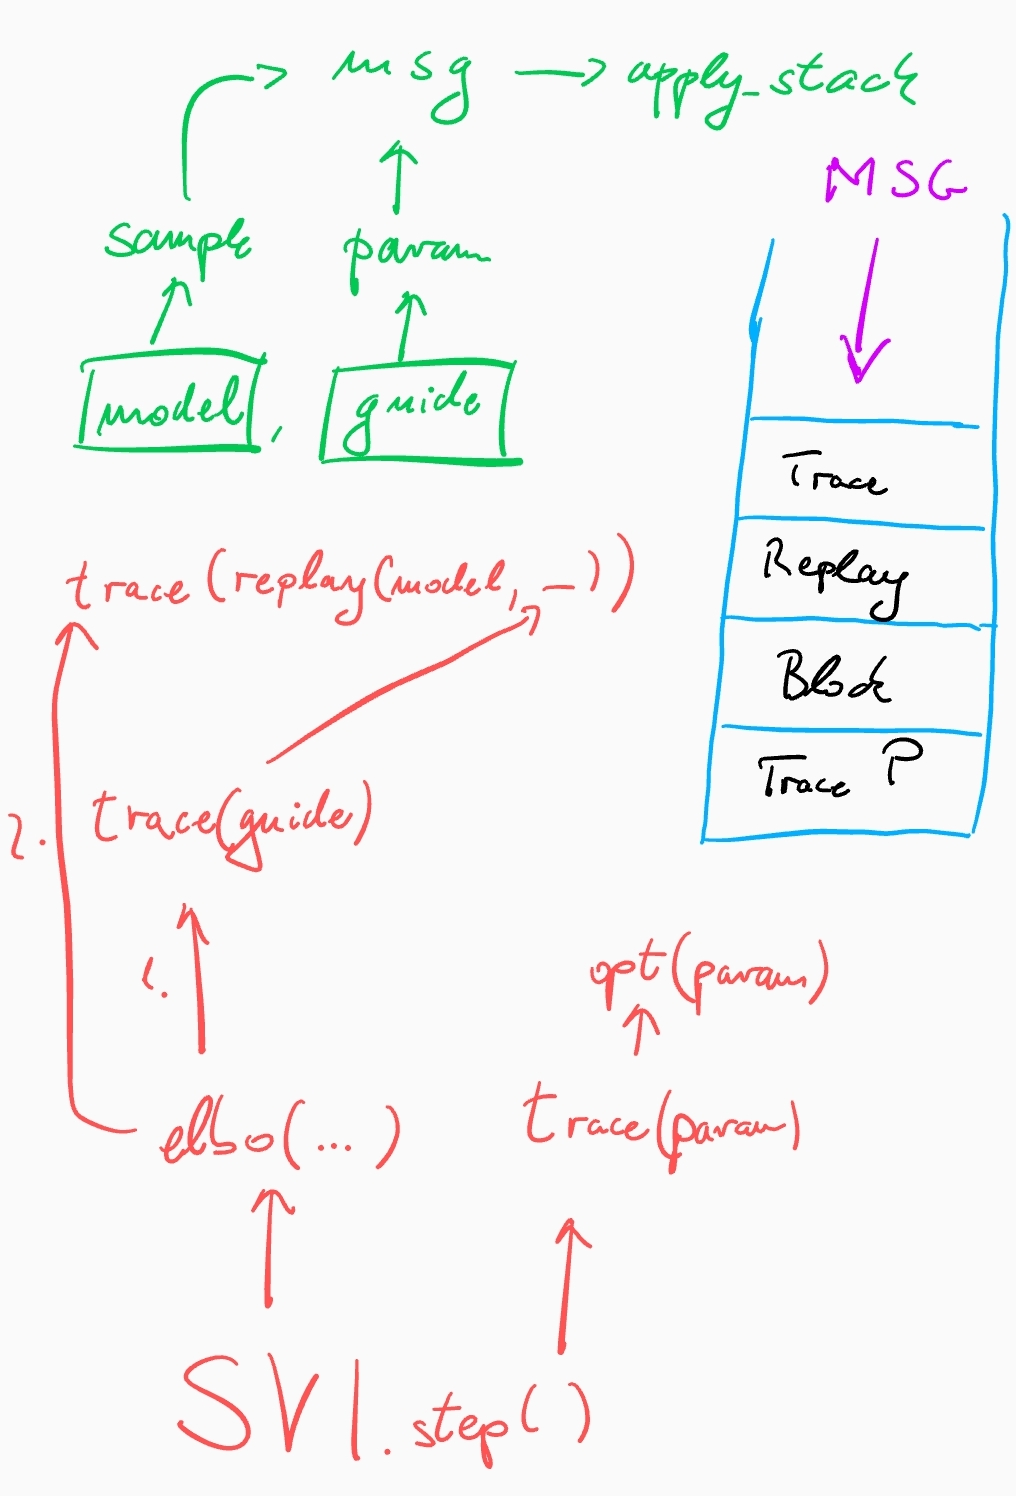 msg → apply_stack
MSG
sample param
model, guide
Trace
Replay
Block
Trace P
trace(replay(model, _))
trace(guide)
2.
1.
opt(param)
elbo(...) trace(param)
SVI.step()